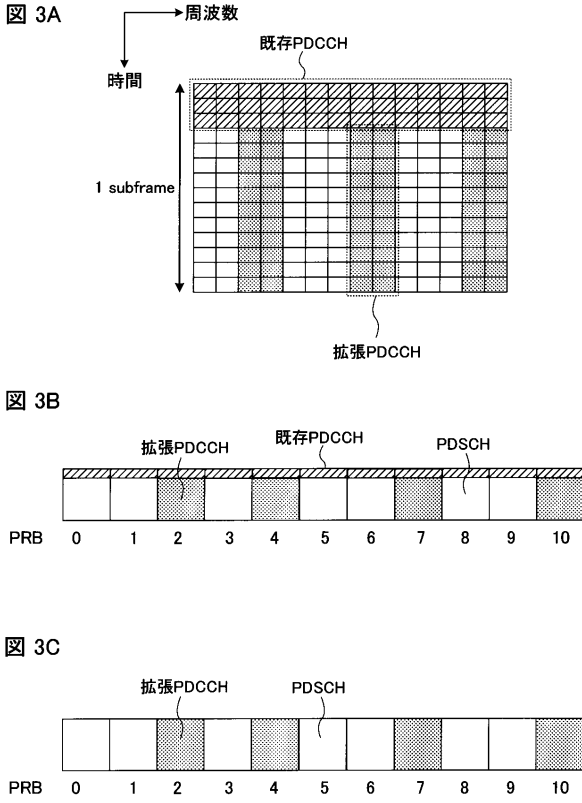 図 3A
周波数
時間
既存PDCCH
1 subframe
拡張PDCCH
図 3B
拡張PDCCH 既存PDCCH PDSCH
PRB 0 1 2 3 4 5 6 7 8 9 10
図 3C
拡張PDCCH PDSCH
PRB 0 1 2 3 4 5 6 7 8 9 10